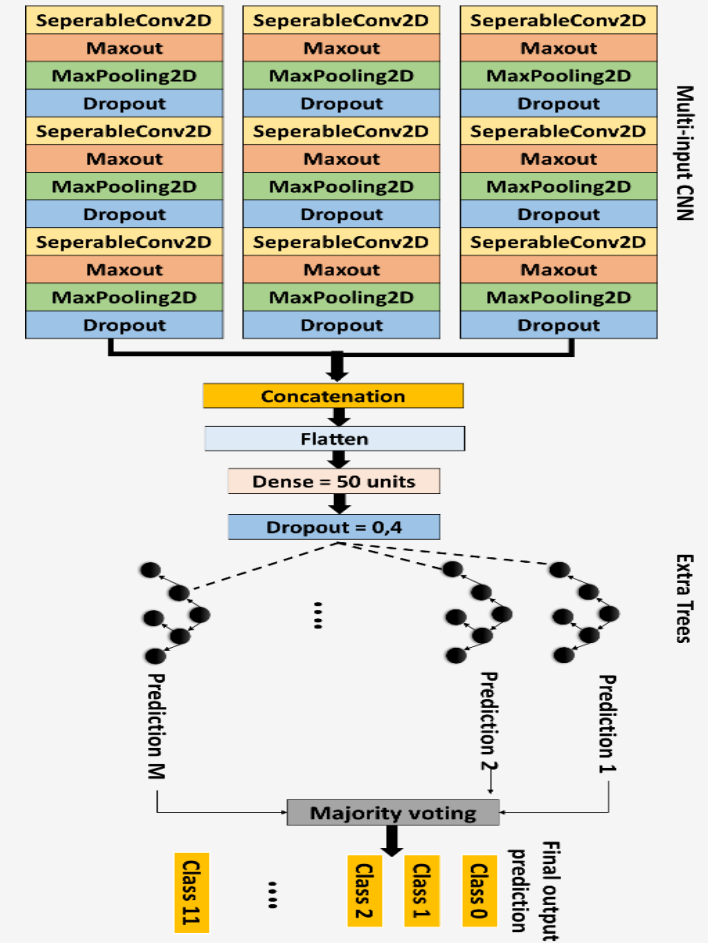 SeperableConv2D
Maxout
MaxPooling2D
Dropout
SeperableConv2D
Maxout
MaxPooling2D
Dropout
SeperableConv2D
Maxout
MaxPooling2D
Dropout
SeperableConv2D
Maxout
MaxPooling2D
Dropout
SeperableConv2D
Maxout
MaxPooling2D
Dropout
SeperableConv2D
Maxout
MaxPooling2D
Dropout
SeperableConv2D
Maxout
MaxPooling2D
Dropout
SeperableConv2D
Maxout
MaxPooling2D
Dropout
SeperableConv2D
Maxout
MaxPooling2D
Dropout
Multi-input CNN
Concatenation
Flatten
Dense = 50 units
Dropout = 0,4
Extra Trees
....
Prediction M
Prediction 2
Prediction 1
Majority voting
Final output
prediction
Class 11
....
Class 2
Class 1
Class 0